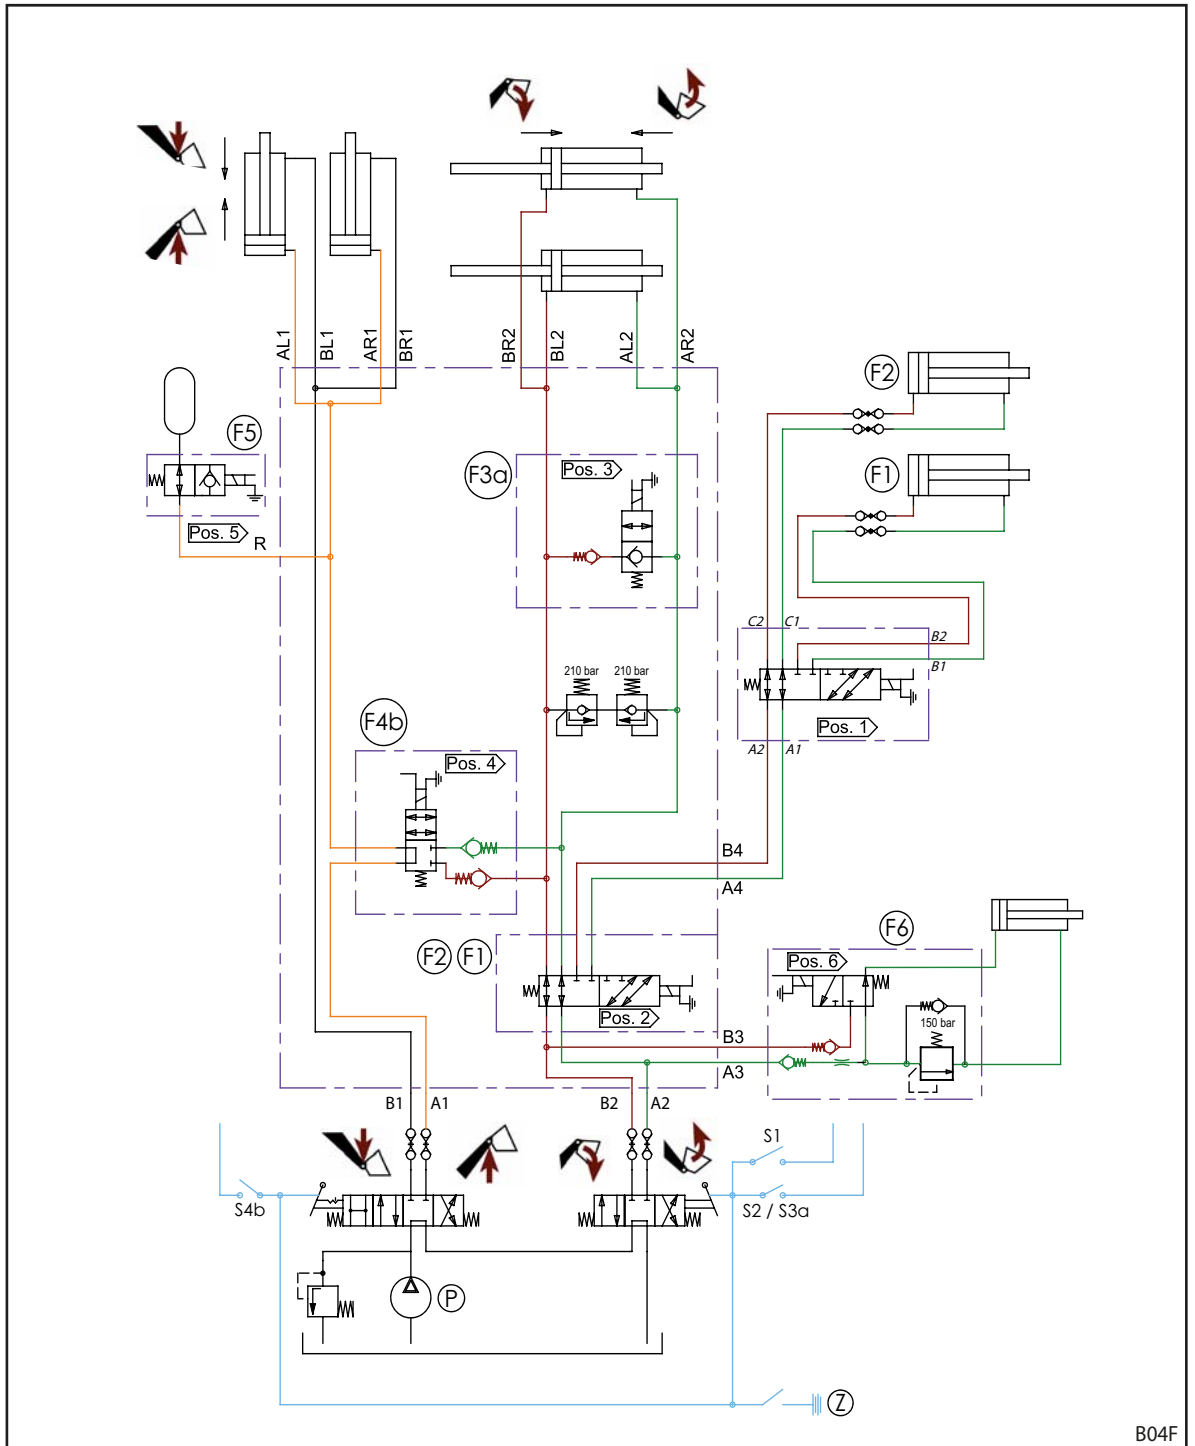 AL1
BL1
AR1
BR1
BR2
BL2
AL2
AR2
F2
F5
F3a
Pos. 3
F1
Pos. 5
R
C2
C1
B2
B1
210 bar
210 bar
F4b
Pos. 1
Pos. 4
A2
A1
B4
A4
F2
F1
F6
Pos. 6
Pos. 2
150 bar
B3
A3
B1
A1
B2
A2
S1
S4b
S2 / S3a
P
Z
B04F